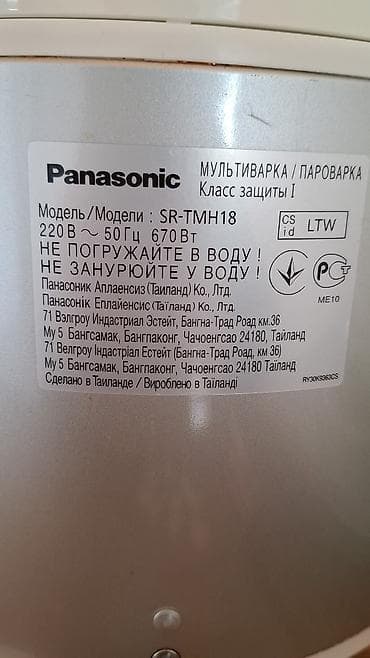 Panasonic МУЛЬТИВАРКА / ПАРОВАРКА
Класс защиты I
Модель/Модели : SR-TMH18
CS id LTW
220 В ~ 50 Гц 670 Вт
НЕ ПОГРУЖАЙТЕ В ВОДУ !
НЕ ЗАНУРЮЙТЕ У ВОДУ !
ME10
Панасоник Аплаенсиз (Таиланд) Ко., Лтд.
Панасонік Еплайенсис (Таїланд) Ко., Лтд.
71 Вэлгроу Индастриал Эстейт, Бангна-Трад Роад км.36
Му 5 Бангсамак, Бангпаконг, Чачоенгсао 24180, Таиланд
71 Велгроу Індастріал Естейт (Бангна-Трад Роад, км 36)
Му 5 Бангсамак, Бангпаконг, Чачоенгсао 24180 Таїланд
Сделано в Таиланде / Вироблено в Таїланді
RY30K9363CS